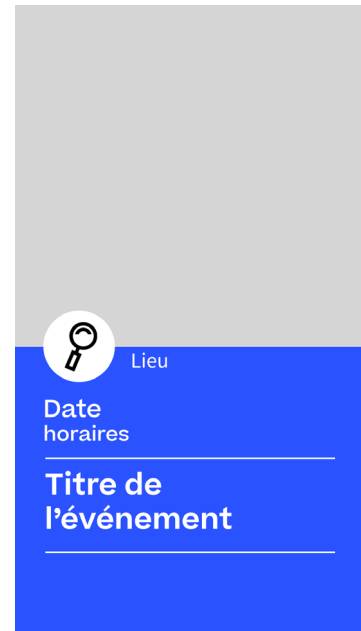 Lieu
Date
horaires
Titre de
l’événement